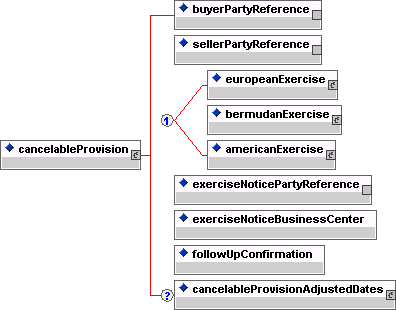 buyerPartyReference
sellerPartyReference
europeanExercise
e
bermudanExercise
e
1
cancelableProvision
e
americanExercise
e
exerciseNoticePartyReference
exerciseNoticeBusinessCenter
followUpConfirmation
?
cancelableProvisionAdjustedDates
e